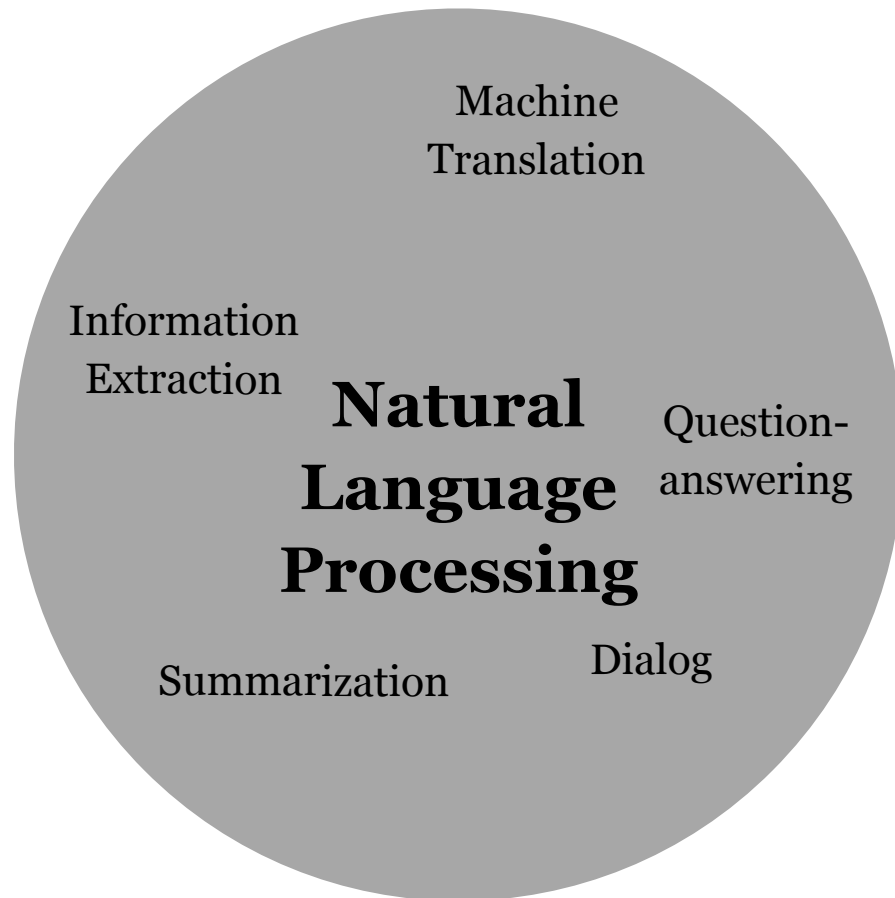 Machine
Translation
Information
Extraction
Natural
Language
Processing
Question-
answering
Summarization
Dialog